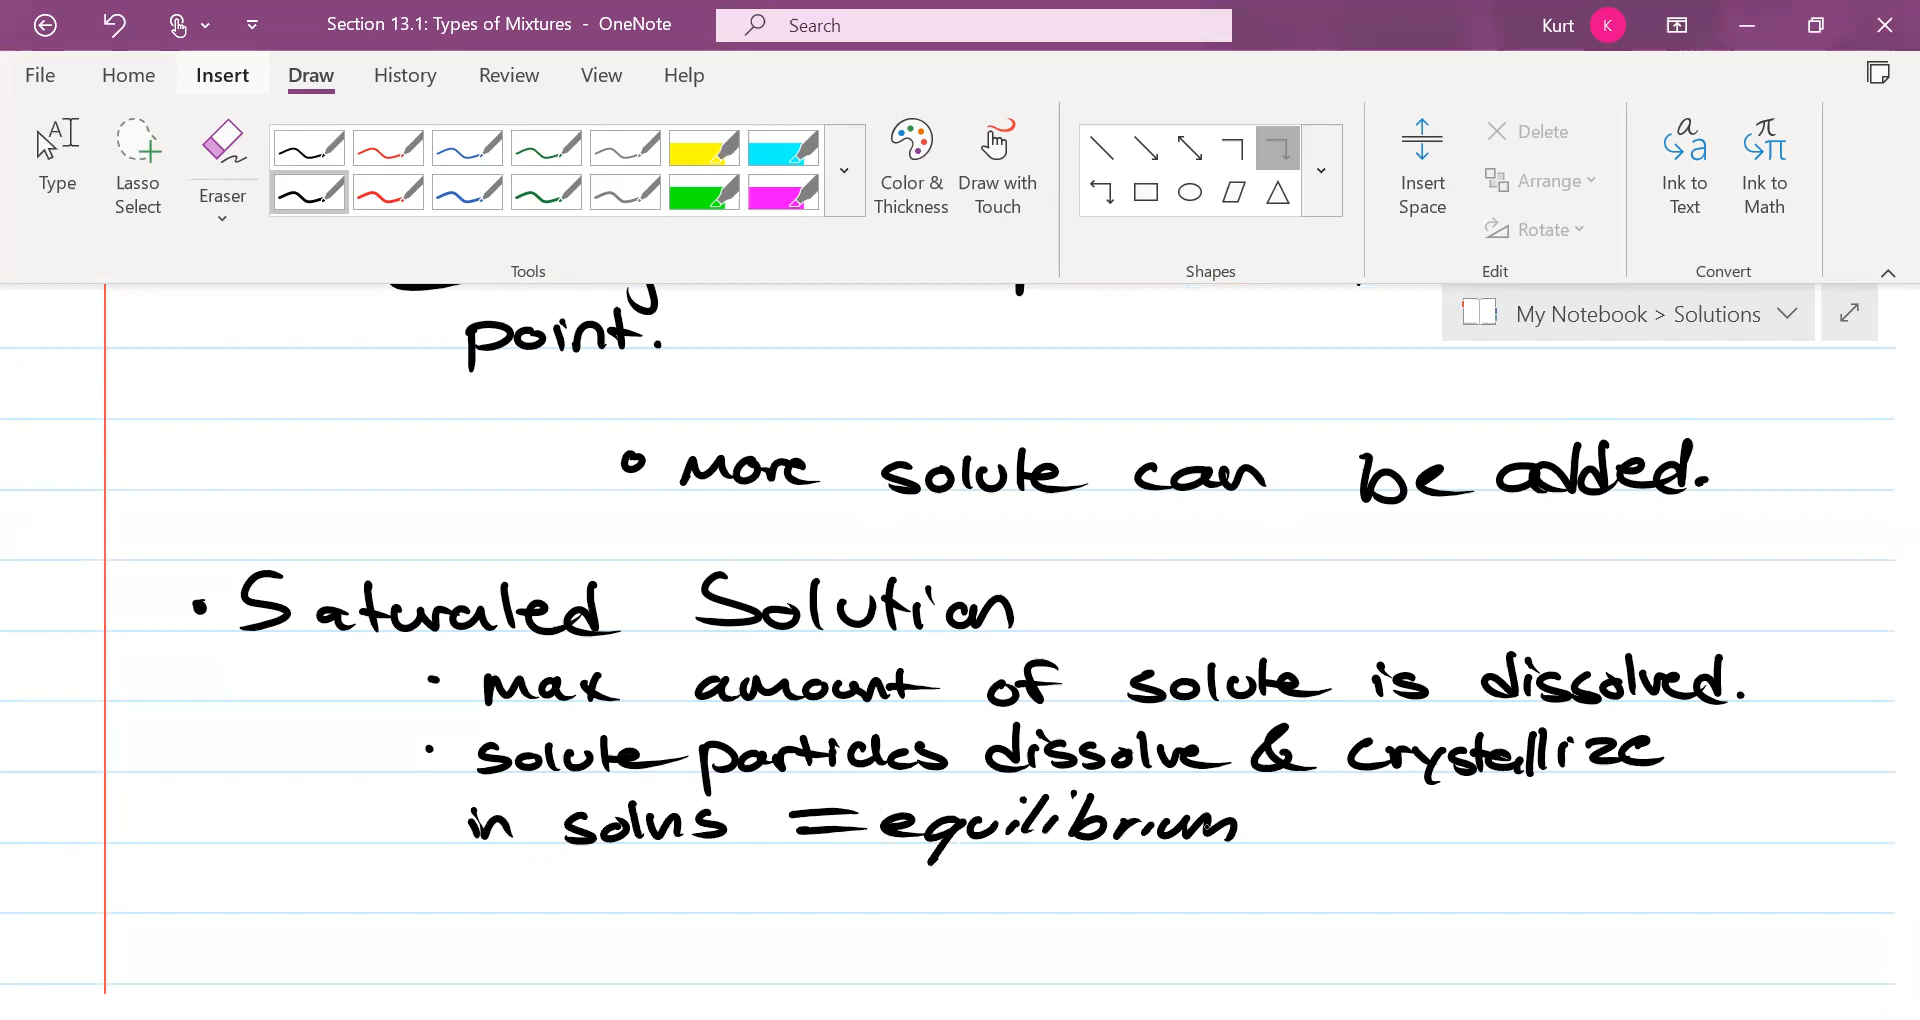 Section 13.1: Types of Mixtures - OneNote
Search
Kurt K
File Home Insert Draw History Review View Help
Type
Lasso Select
Eraser
Color & Thickness
Draw with Touch
Insert Space
Delete
Arrange
Rotate
Ink to Text
Ink to Math
Tools Shapes Edit Convert
My Notebook > Solutions
point.
• more solute can be added.
• Saturated Solution
• max amount of solute is dissolved.
• solute particles dissolve & crystallize
in solns = equilibrium